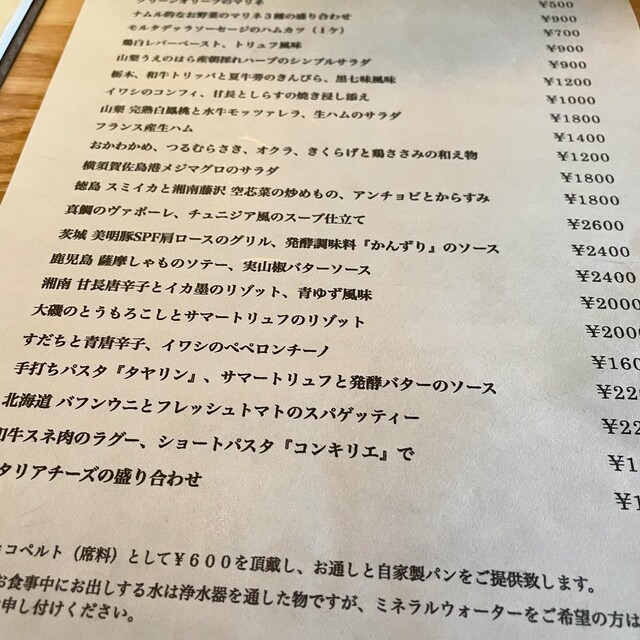 グリーンオリーブのマリネ ¥500
ナムル的なお野菜のマリネ3種の盛り合わせ ¥900
モルタデッラソーセージのハムカツ（1ケ） ¥700
鶏白レバーペースト、トリュフ風味 ¥900
山梨うえのはら産朝採れハーブのシンプルサラダ ¥900
栃木、和牛トリッパと夏牛蒡のきんぴら、黒七味風味 ¥1200
イワシのコンフィ、甘長としらすの焼き浸し添え ¥1000
山梨 完熟白鳳桃と水牛モッツァレラ、生ハムのサラダ ¥1800
フランス産生ハム ¥1400
おかわかめ、つるむらさき、オクラ、きくらげと鶏ささみの和え物 ¥1200
横須賀佐島港メジマグロのサラダ ¥1800
徳島 スミイカと湘南藤沢 空芯菜の炒めもの、アンチョビとからすみ ¥1800
真鯛のヴァポーレ、チュニジア風のスープ仕立て ¥2600
茨城 美明豚SPF肩ロースのグリル、発酵調味料『かんずり』のソース ¥2400
鹿児島 薩摩しゃものソテー、実山椒バターソース ¥2400
湘南 甘長唐辛子とイカ墨のリゾット、青ゆず風味 ¥2000
大磯のとうもろこしとサマートリュフのリゾット ¥2000
すだちと青唐辛子、イワシのペペロンチーノ ¥160
手打ちパスタ『タヤリン』、サマートリュフと発酵バターのソース ¥22
北海道 バフンウニとフレッシュトマトのスパゲッティー ¥22
和牛スネ肉のラグー、ショートパスタ『コンキリエ』で ¥1
タリアチーズの盛り合わせ ¥1
コペルト（席料）として¥600を頂戴し、お通しと自家製パンをご提供致します。
お食事中にお出しする水は浄水器を通した物ですが、ミネラルウォーターをご希望の方は
申し付けください。